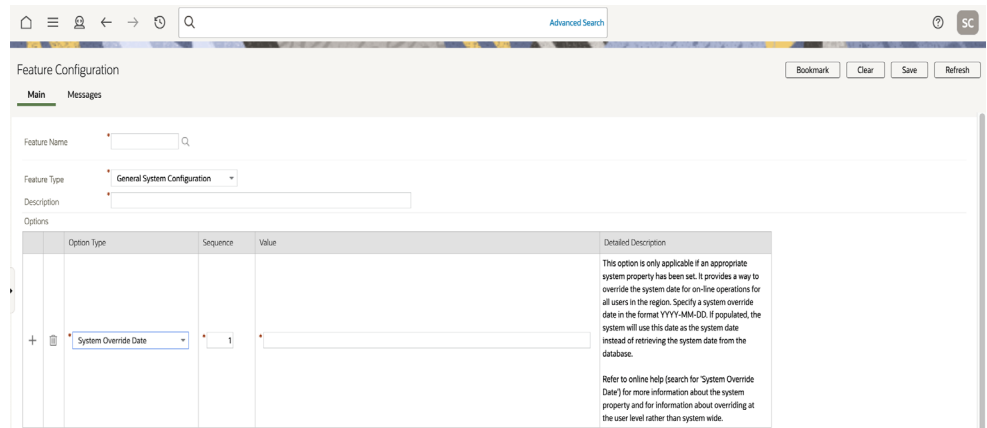 Advanced Search
SC
Feature Configuration
Bookmark
Clear
Save
Refresh
Main
Messages
Feature Name
*
Feature Type
*
General System Configuration
Description
*
Options
Option Type
Sequence
Value
Detailed Description
This option is only applicable if an appropriate
system property has been set. It provides a way to
override the system date for on-line operations for
all users in the region. Specify a system override
date in the format YYYY-MM-DD. If populated, the
system will use this date as the system date
instead of retrieving the system date from the
database.
Refer to online help (search for 'System Override
Date') for more information about the system
property and for information about overriding at
the user level rather than system wide.
+
*
System Override Date
*
1
*